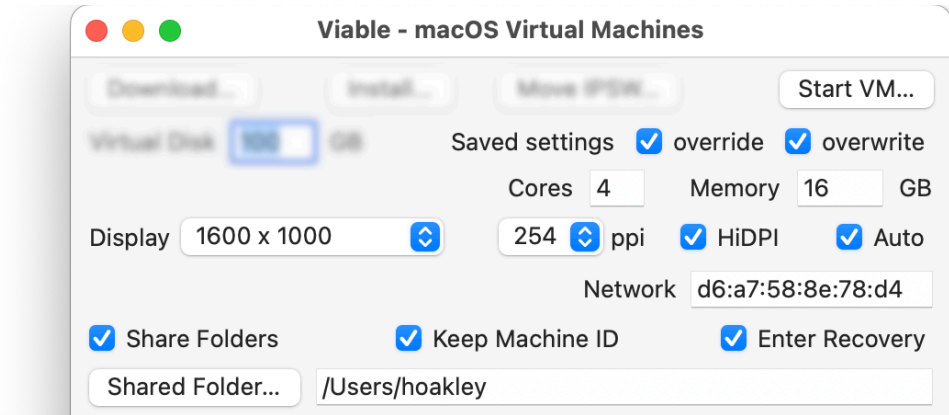 Viable - macOS Virtual Machines
Download... Install... Move IPSW... Start VM...
Virtual Disk 100 GB Saved settings override overwrite
Cores 4 Memory 16 GB
Display 1600 x 1000 254 ppi HiDPI Auto
Network d6:a7:58:8e:78:d4
Share Folders Keep Machine ID Enter Recovery
Shared Folder... /Users/hoakley